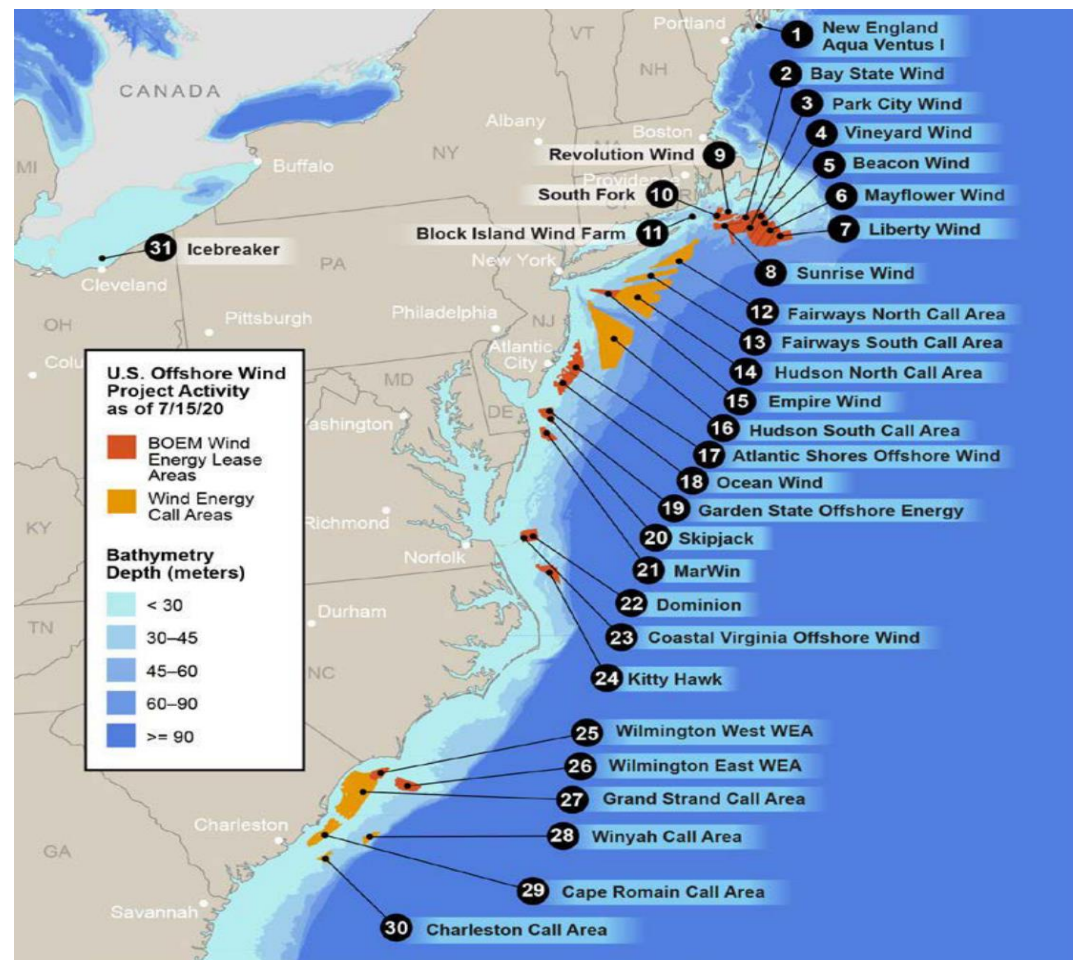 Portland
1 New England
Aqua Ventus I
VT
NH
2 Bay State Wind
CANADA
3 Park City Wind
Albany
Boston
4 Vineyard Wind
MI
Buffalo
NY
Revolution Wind 9
5 Beacon Wind
Providence
South Fork 10
6 Mayflower Wind
Block Island Wind Farm 11
7 Liberty Wind
31 Icebreaker
PA
New York
8 Sunrise Wind
Cleveland
12 Fairways North Call Area
OH
Pittsburgh
Philadelphia
NJ
13 Fairways South Call Area
Colu
Atlantic
City
14 Hudson North Call Area
U.S. Offshore Wind
Project Activity
as of 7/15/20
MD
15 Empire Wind
DE
ashington
16 Hudson South Call Area
BOEM Wind
Energy Lease
Areas
17 Atlantic Shores Offshore Wind
18 Ocean Wind
Wind Energy
Call Areas
19 Garden State Offshore Energy
KY
Richmond
20 Skipjack
Norfolk
21 MarWin
Bathymetry
Depth (meters)
22 Dominion
< 30
Durham
TN
30–45
23 Coastal Virginia Offshore Wind
45–60
NC
24 Kitty Hawk
60–90
>= 90
25 Wilmington West WEA
26 Wilmington East WEA
27 Grand Strand Call Area
Charleston
28 Winyah Call Area
GA
29 Cape Romain Call Area
Savannah
30 Charleston Call Area